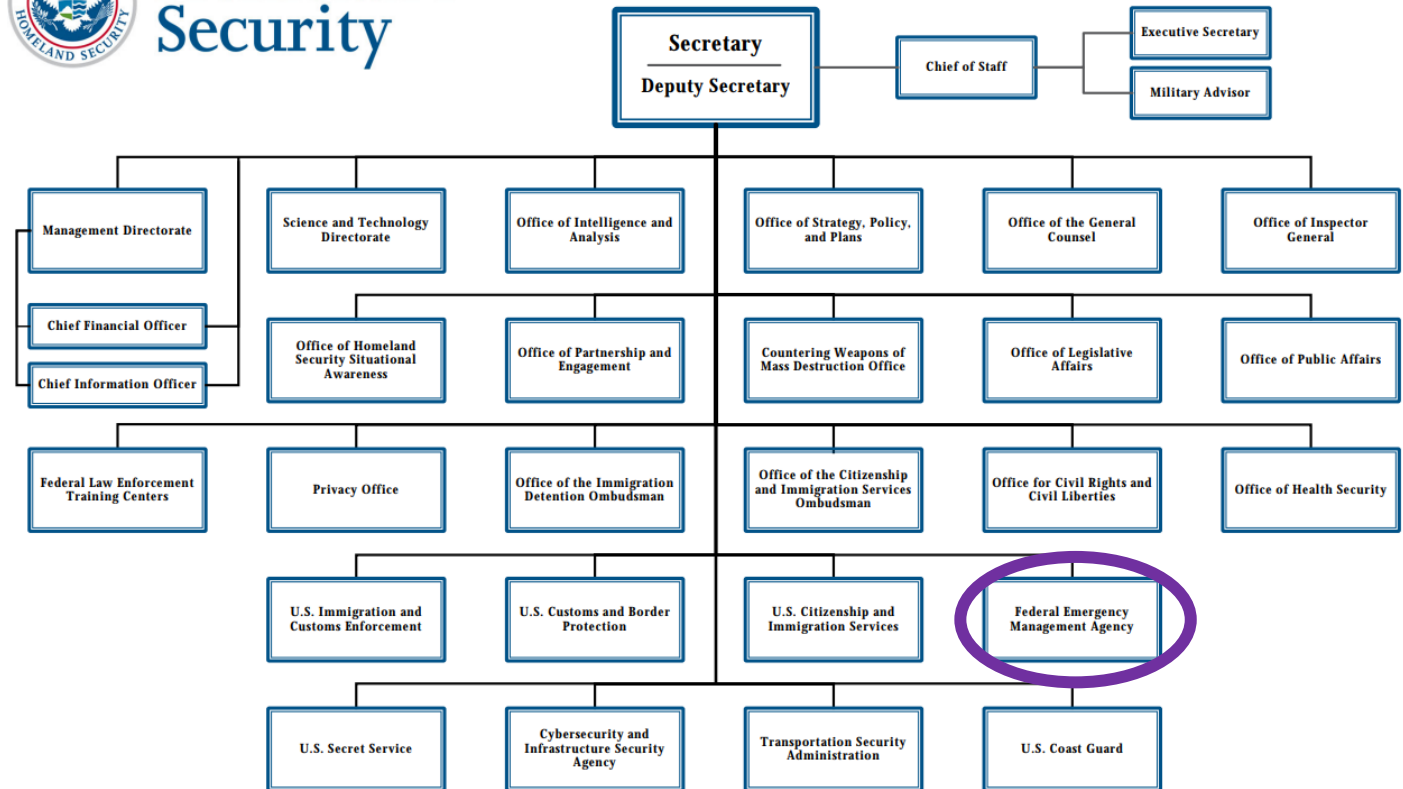 HOMELAND SECURITY
Security
Secretary
Deputy Secretary
Chief of Staff
Executive Secretary
Military Advisor
Management Directorate
Science and Technology
Directorate
Office of Intelligence and
Analysis
Office of Strategy, Policy,
and Plans
Office of the General
Counsel
Office of Inspector
General
Chief Financial Officer
Chief Information Officer
Office of Homeland
Security Situational
Awareness
Office of Partnership and
Engagement
Countering Weapons of
Mass Destruction Office
Office of Legislative
Affairs
Office of Public Affairs
Federal Law Enforcement
Training Centers
Privacy Office
Office of the Immigration
Detention Ombudsman
Office of the Citizenship
and Immigration Services
Ombudsman
Office for Civil Rights and
Civil Liberties
Office of Health Security
U.S. Immigration and
Customs Enforcement
U.S. Customs and Border
Protection
U.S. Citizenship and
Immigration Services
Federal Emergency
Management Agency
U.S. Secret Service
Cybersecurity and
Infrastructure Security
Agency
Transportation Security
Administration
U.S. Coast Guard